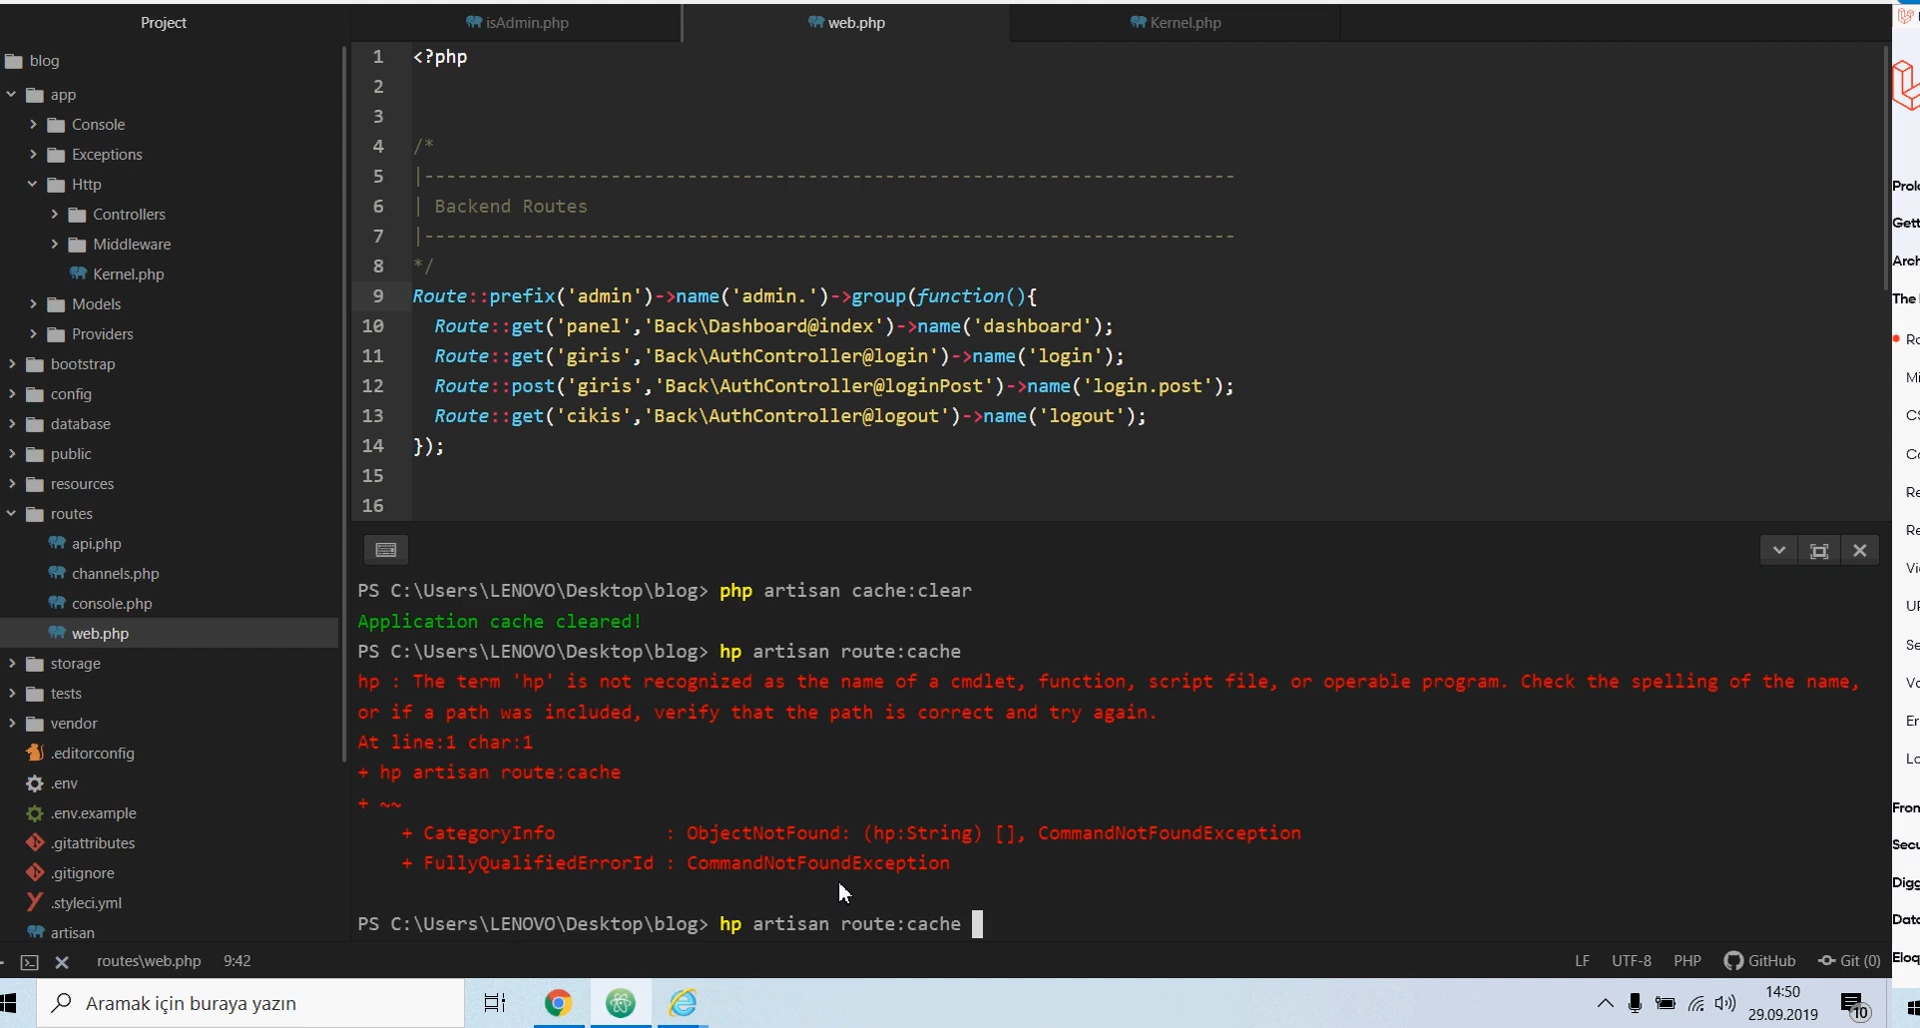 Project
isAdmin.php
web.php
Kernel.php
blog
app
Console
Exceptions
Http
Controllers
Middleware
Kernel.php
Models
Providers
bootstrap
config
database
public
resources
routes
api.php
channels.php
console.php
web.php
storage
tests
vendor
.editorconfig
.env
.env.example
.gitattributes
.gitignore
.styleci.yml
artisan
1 <?php
2
3
4 /*
5 |---------------------------------------------------------------------------
6 | Backend Routes
7 |---------------------------------------------------------------------------
8 */
9 Route::prefix('admin')->name('admin.')->group(function(){
10 Route::get('panel','Back\Dashboard@index')->name('dashboard');
11 Route::get('giris','Back\AuthController@login')->name('login');
12 Route::post('giris','Back\AuthController@loginPost')->name('login.post');
13 Route::get('cikis','Back\AuthController@logout')->name('logout');
14 });
15
16
PS C:\Users\LENOVO\Desktop\blog> php artisan cache:clear
Application cache cleared!
PS C:\Users\LENOVO\Desktop\blog> hp artisan route:cache
hp : The term 'hp' is not recognized as the name of a cmdlet, function, script file, or operable program. Check the spelling of the name,
or if a path was included, verify that the path is correct and try again.
At line:1 char:1
+ hp artisan route:cache
+ ~~
+ CategoryInfo : ObjectNotFound: (hp:String) [], CommandNotFoundException
+ FullyQualifiedErrorId : CommandNotFoundException
PS C:\Users\LENOVO\Desktop\blog> hp artisan route:cache
routes\web.php 9:42
LF UTF-8 PHP GitHub Git (0)
Aramak için buraya yazın
14:50
29.09.2019
10